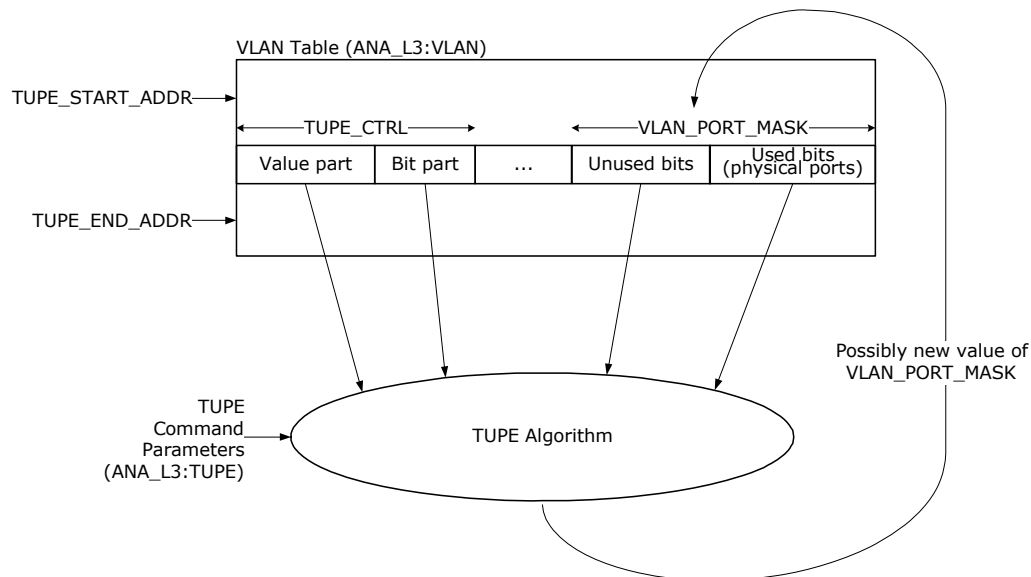 VLAN Table (ANA_L3:VLAN)
TUPE_START_ADDR
TUPE_CTRL
VLAN_PORT_MASK
Value part
Bit part
...
Unused bits
Used bits
(physical ports)
TUPE_END_ADDR
Possibly new value of
VLAN_PORT_MASK
TUPE
Command
Parameters
(ANA_L3:TUPE)
TUPE Algorithm